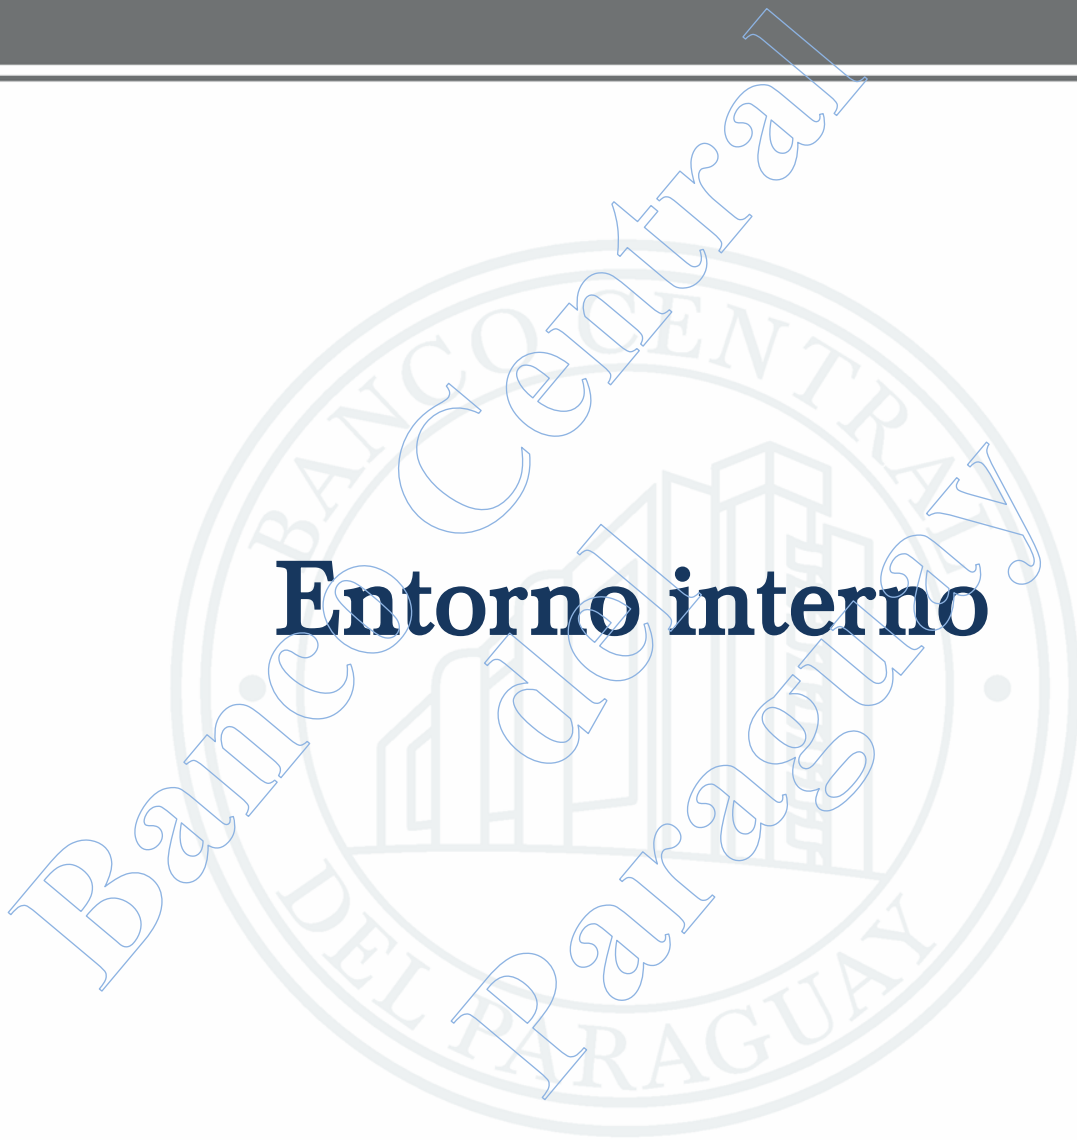 Entorno interno
BANCO CENTRAL
DEL PARAGUAY
Banco Central
del
Paraguay